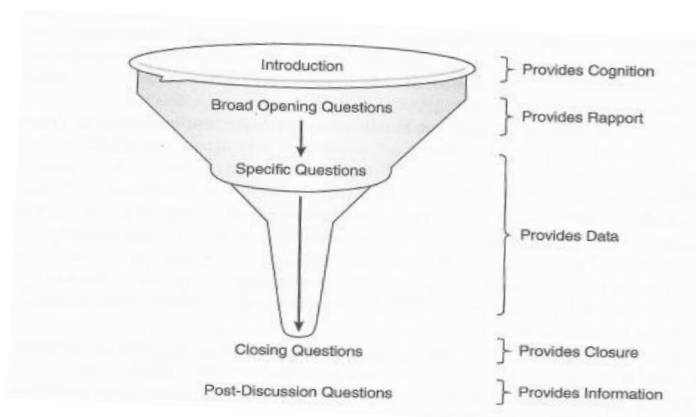 Introduction
Provides Cognition
Broad Opening Questions
Provides Rapport
Specific Questions
Provides Data
Closing Questions
Provides Closure
Post-Discussion Questions
Provides Information